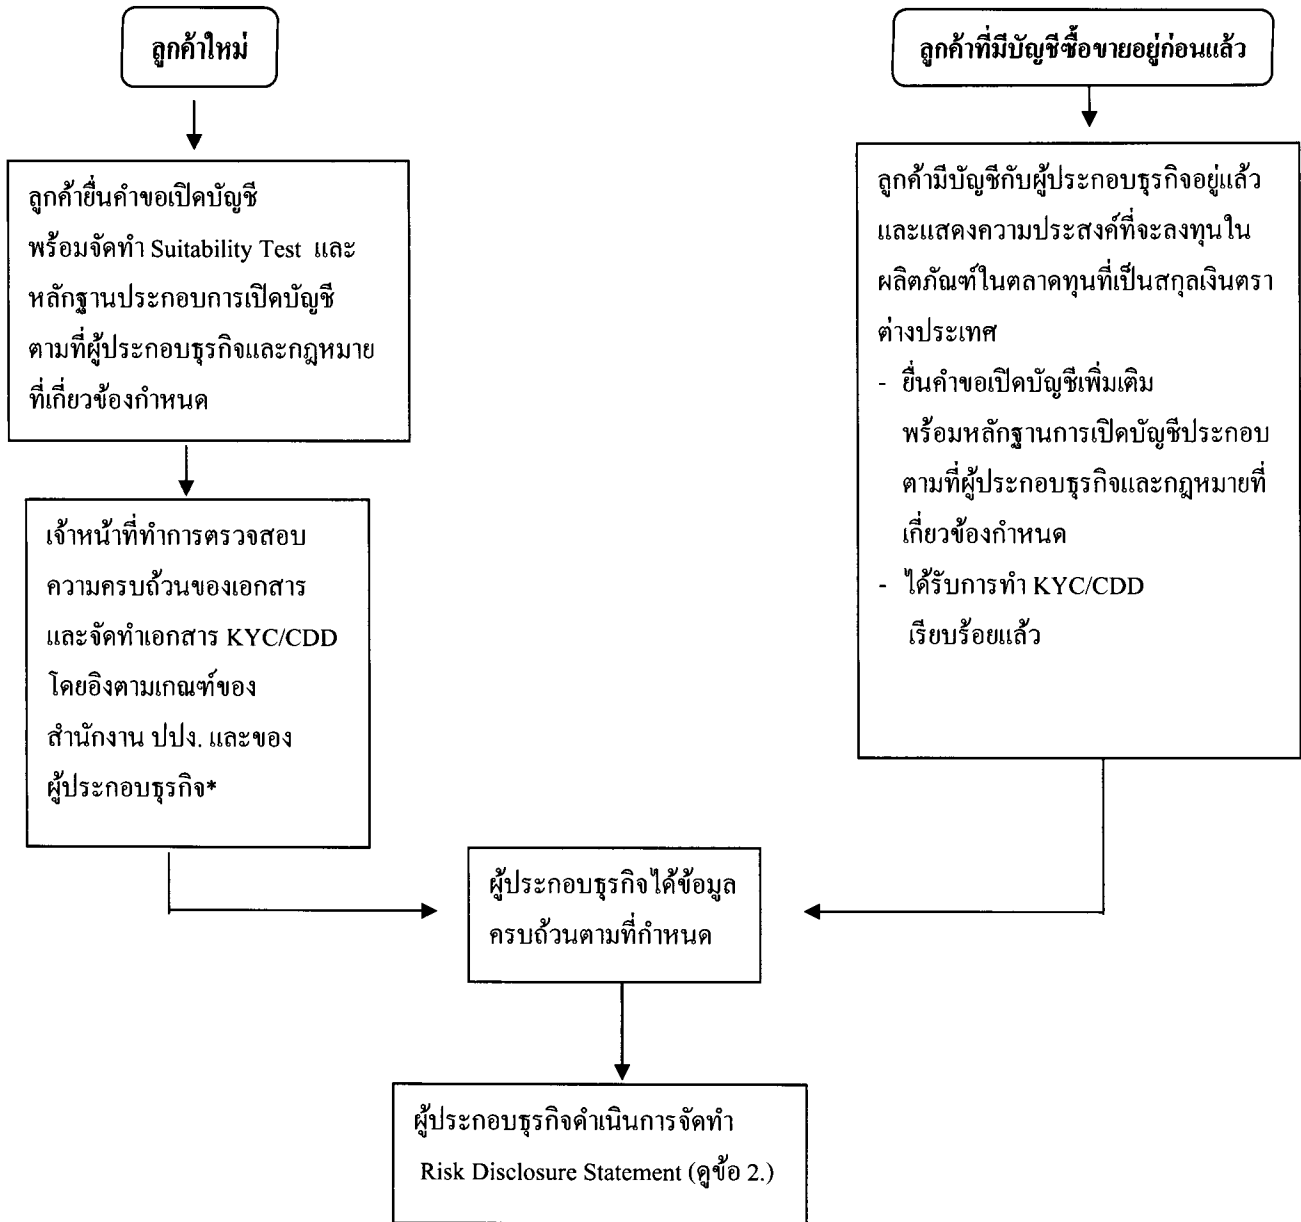 ลูกค้าใหม่
ลูกค้ายื่นคำขอเปิดบัญชี
พร้อมจัดทำ Suitability Test และ
หลักฐานประกอบการเปิดบัญชี
ตามที่ผู้ประกอบธุรกิจและกฎหมาย
ที่เกี่ยวข้องกำหนด
เจ้าหน้าที่ทำการตรวจสอบ
ความครบถ้วนของเอกสาร
และจัดทำเอกสาร KYC/CDD
โดยอิงตามเกณฑ์ของ
สำนักงาน ปปง. และของ
ผู้ประกอบธุรกิจ*
ลูกค้าที่มีบัญชีซื้อขายอยู่ก่อนแล้ว
ลูกค้ามีบัญชีกับผู้ประกอบธุรกิจอยู่แล้ว
และแสดงความประสงค์ที่จะลงทุนใน
ผลิตภัณฑ์ในตลาดทุนที่เป็นสกุลเงินตรา
ต่างประเทศ
- ยื่นคำขอเปิดบัญชีเพิ่มเติม
พร้อมหลักฐานการเปิดบัญชีประกอบ
ตามที่ผู้ประกอบธุรกิจและกฎหมายที่
เกี่ยวข้องกำหนด
- ได้รับการทำ KYC/CDD
เรียบร้อยแล้ว
ผู้ประกอบธุรกิจได้ข้อมูล
ครบถ้วนตามที่กำหนด
ผู้ประกอบธุรกิจดำเนินการจัดทำ
Risk Disclosure Statement (ดูข้อ 2.)